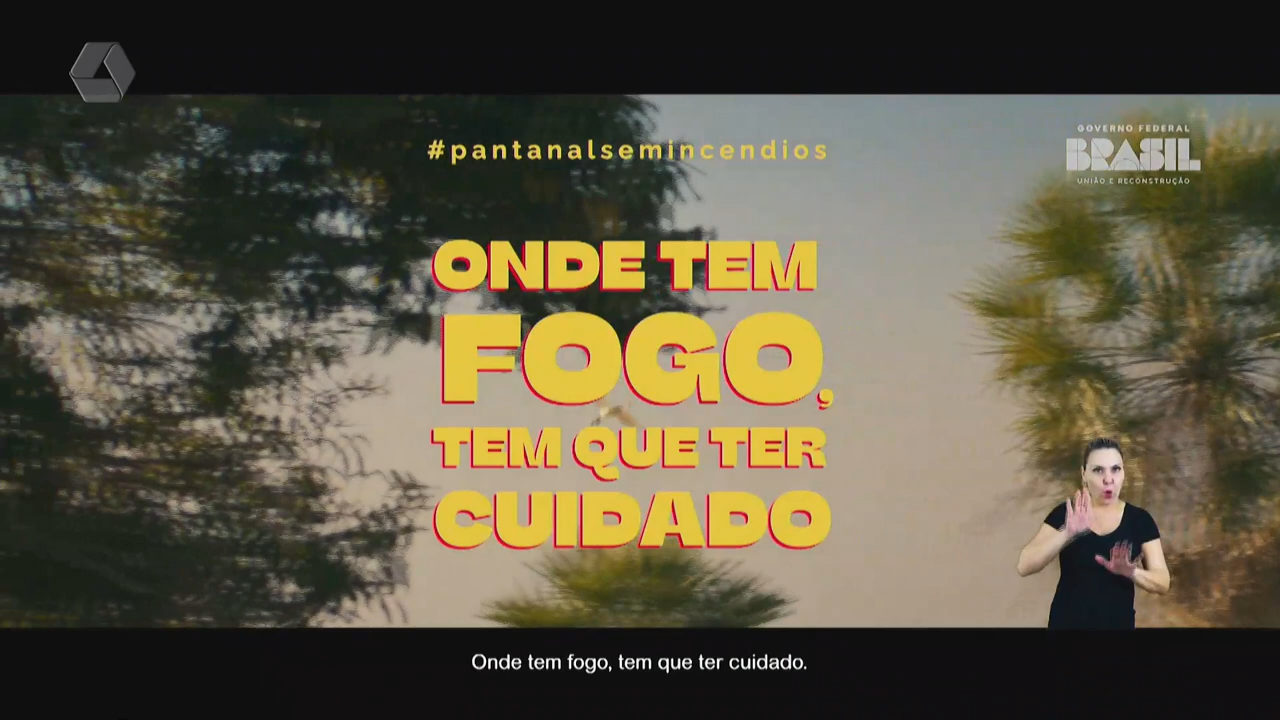 #pantanalsemincendios
GOVERNO FEDERAL
BRASIL
UNIÃO E RECONSTRUÇÃO
ONDE TEM
FOGO,
TEM QUE TER
CUIDADO
Onde tem fogo, tem que ter cuidado.